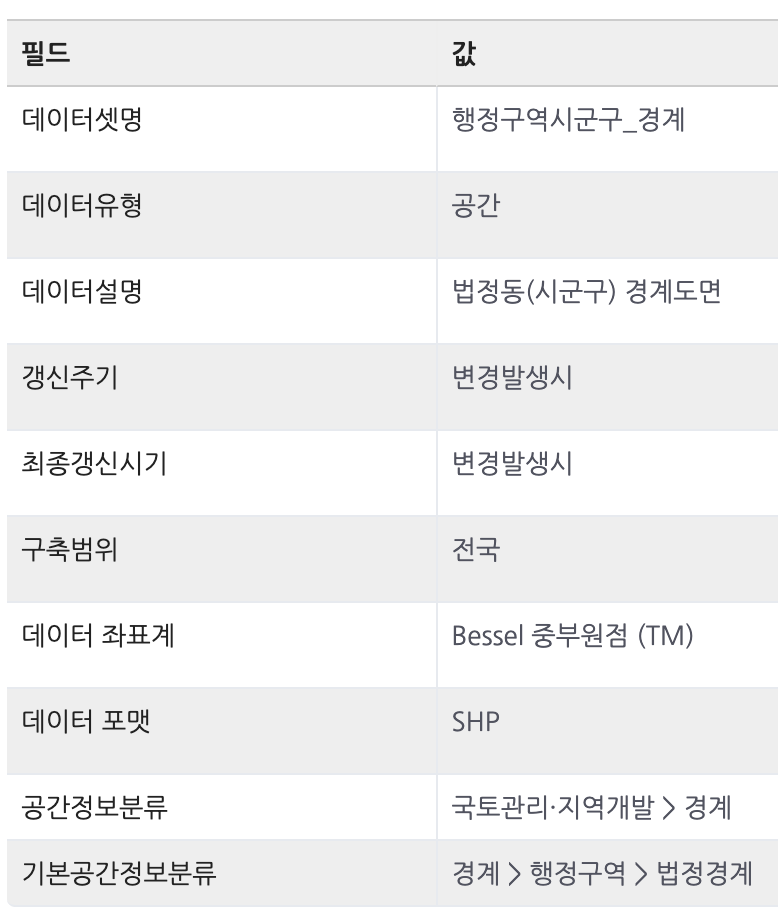 필드 값
데이터셋명 행정구역시군구_경계
데이터유형 공간
데이터설명 법정동(시군구) 경계도면
갱신주기 변경발생시
최종갱신시기 변경발생시
구축범위 전국
데이터 좌표계 Bessel 중부원점 (TM)
데이터 포맷 SHP
공간정보분류 국토관리·지역개발 > 경계
기본공간정보분류 경계 > 행정구역 > 법정경계